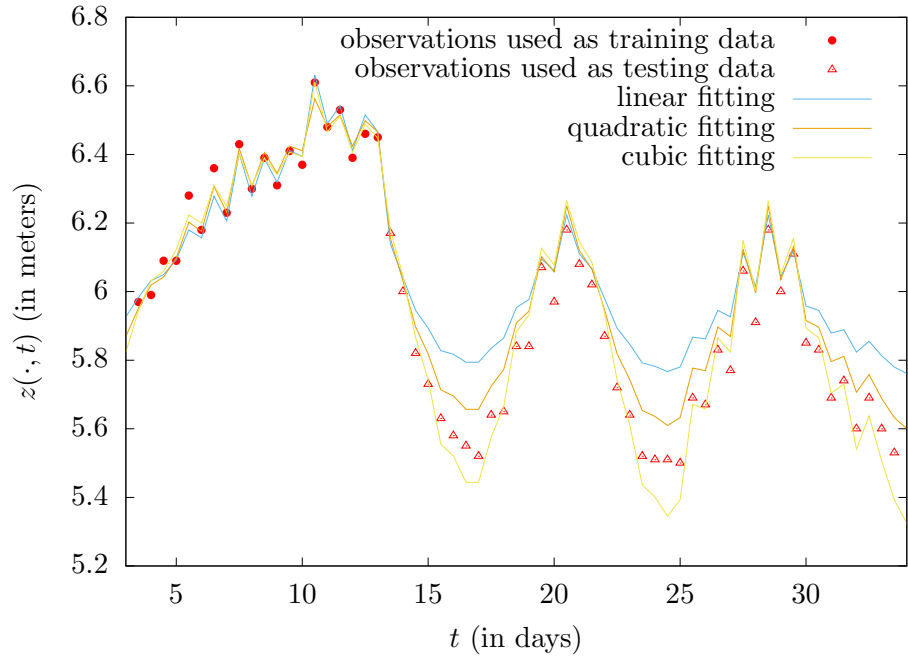 6.8
6.6
6.4
6.2
6
5.8
5.6
5.4
5.2
z(·, t) (in meters)
observations used as training data
observations used as testing data
linear fitting
quadratic fitting
cubic fitting
5 10 15 20 25 30
t (in days)